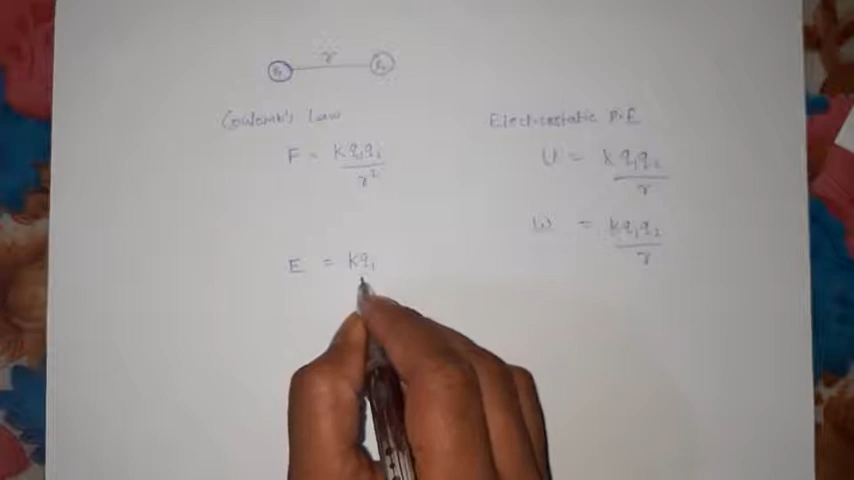 r
q₁ q₂
Coulomb's Law
F = kq₁q₂ / r²
E = kq₁
Electrostatic P.E
U = kq₁q₂ / r
W = kq₁q₂ / r